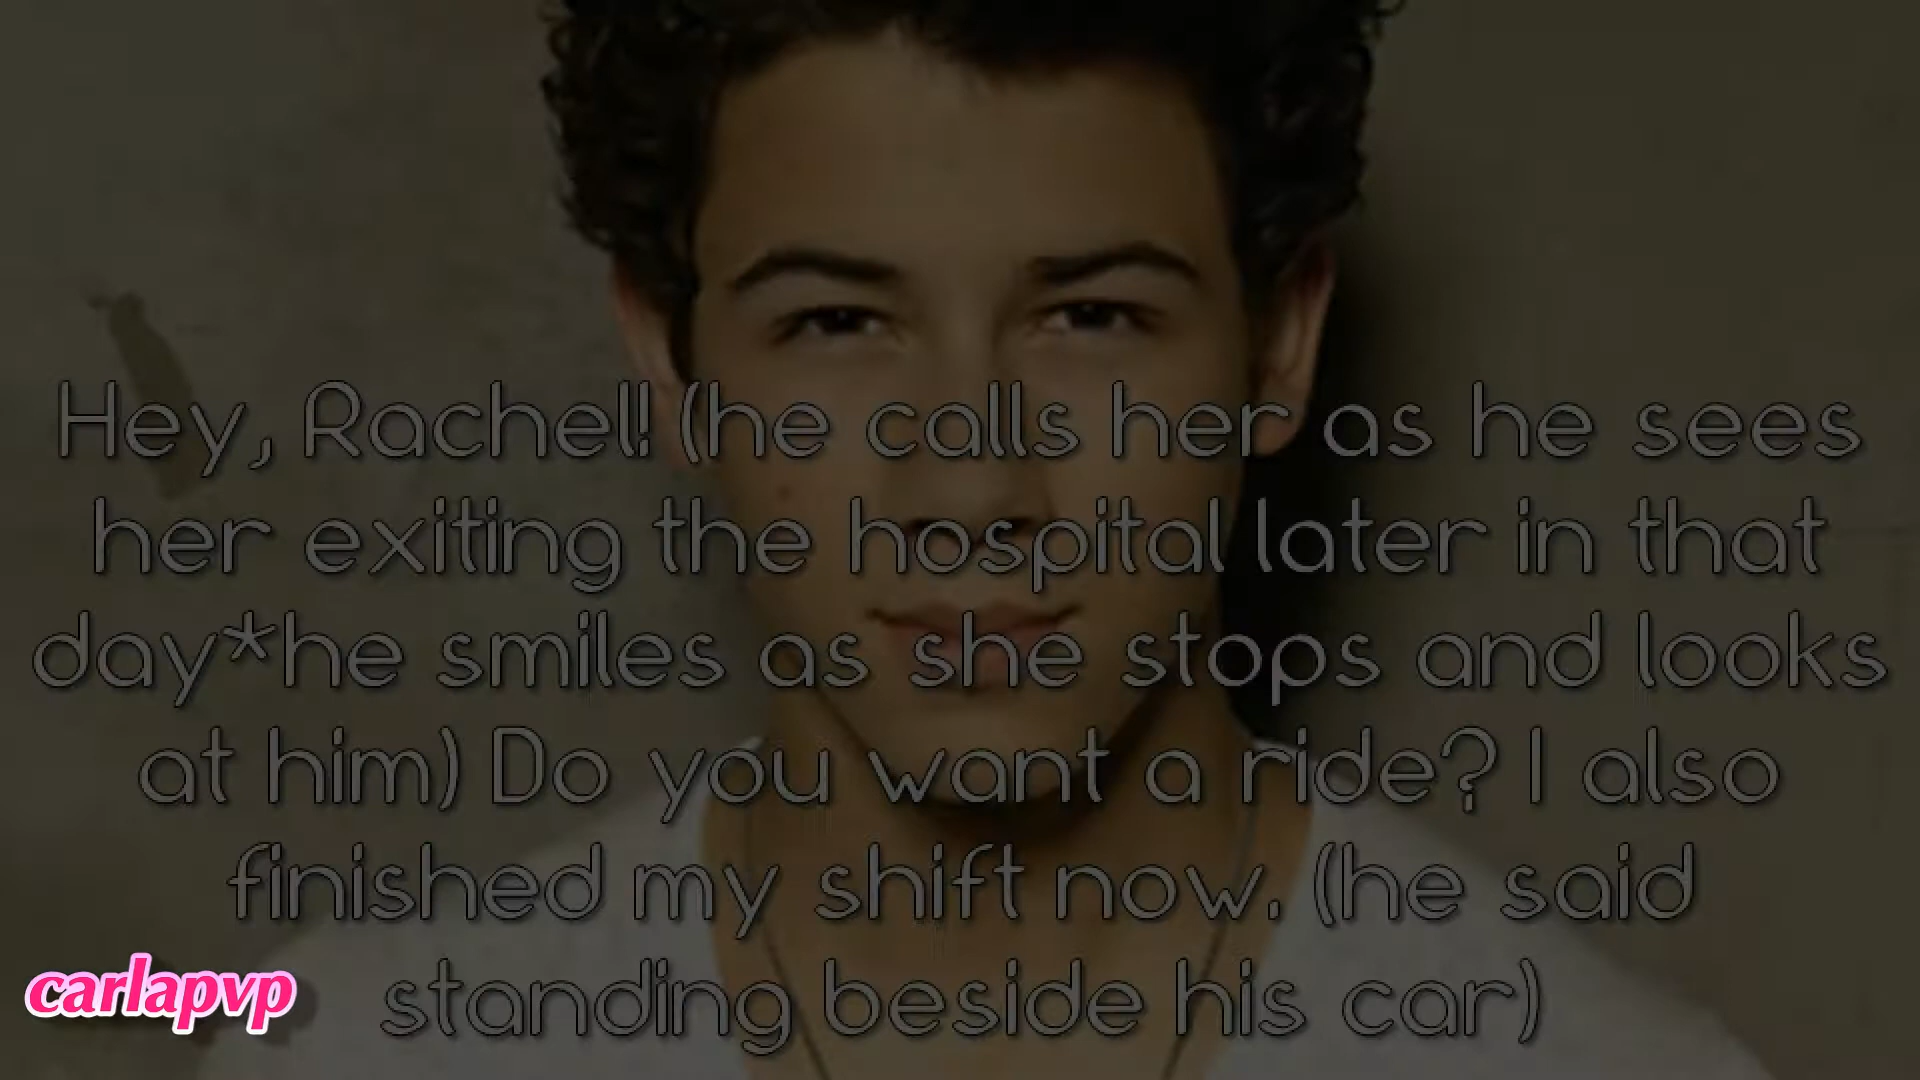 Hey, Rachel! (he calls her as he sees
her exiting the hospital later in that
day*he smiles as she stops and looks
at him) Do you want a ride? I also
finished my shift now. (he said
standing beside his car)
carlapvp